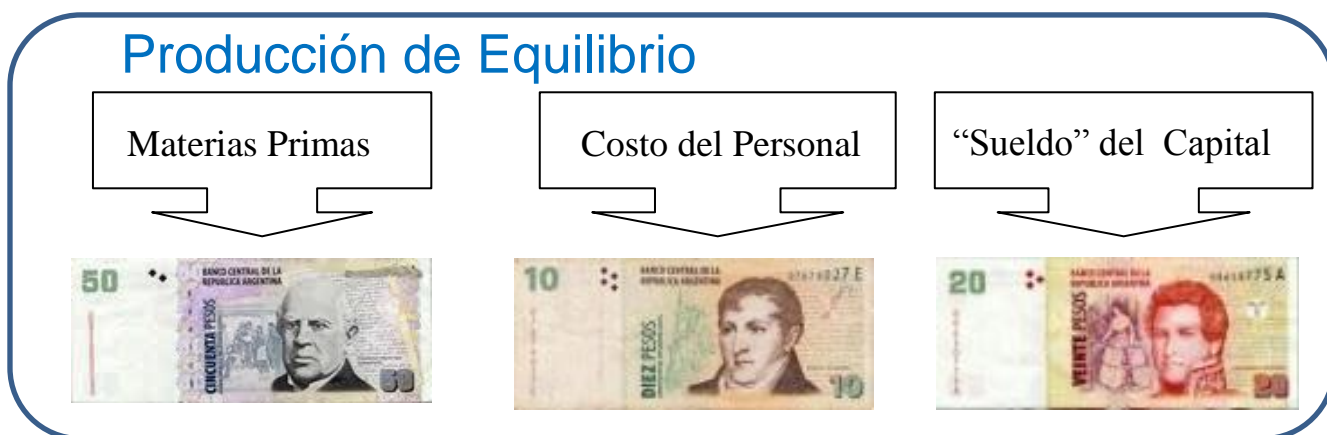 Producción de Equilibrio
Materias Primas
Costo del Personal
“Sueldo” del Capital
50
BANCO CENTRAL DE LA
REPUBLICA ARGENTINA
CINCUENTA PESOS
50
10
BANCO CENTRAL DE LA
REPUBLICA ARGENTINA
27 E
DIEZ PESOS
10
20
BANCO CENTRAL DE LA
REPUBLICA ARGENTINA
775 A
VEINTE PESOS
20